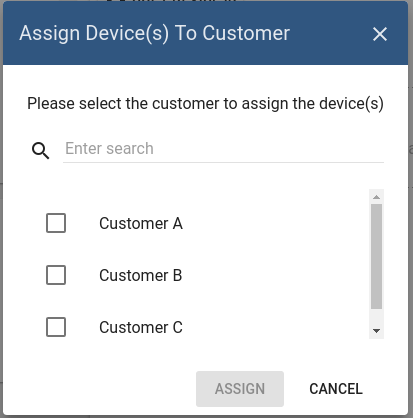 Assign Device(s) To Customer
Please select the customer to assign the device(s)
Enter search
Customer A
Customer B
Customer C
ASSIGN CANCEL